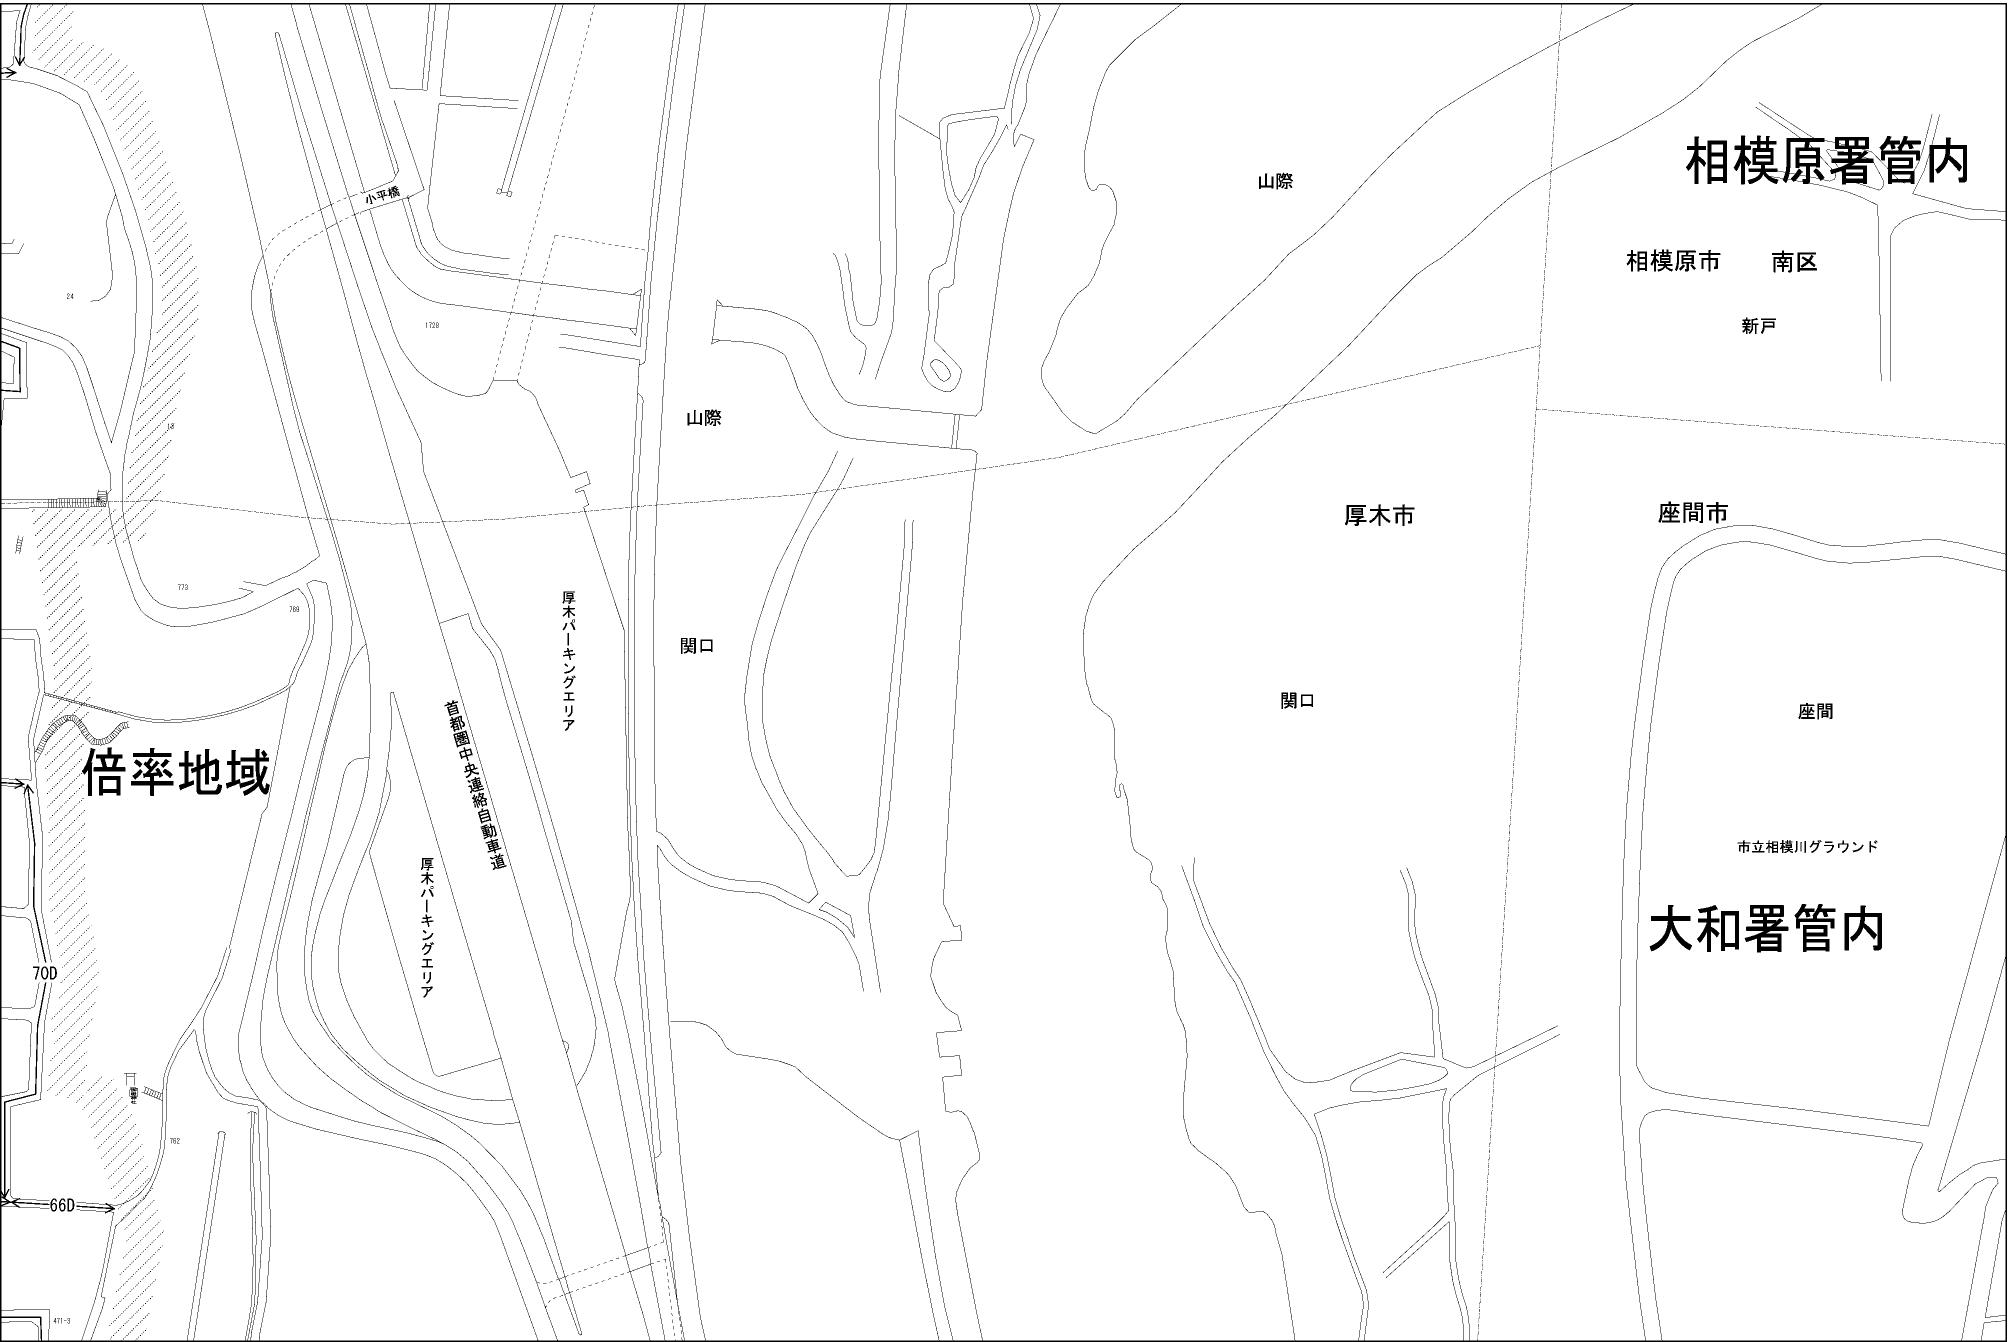 相模原署管内
山際
小平橋
相模原市 南区
24
1728
新戸
山際
18
厚木市
座間市
773
769
厚木パーキングエリア
関口
関口
座間
首都圏中央連絡自動車道
倍率地域
市立相模川グラウンド
厚木パーキングエリア
大和署管内
70D
762
66D
471-3